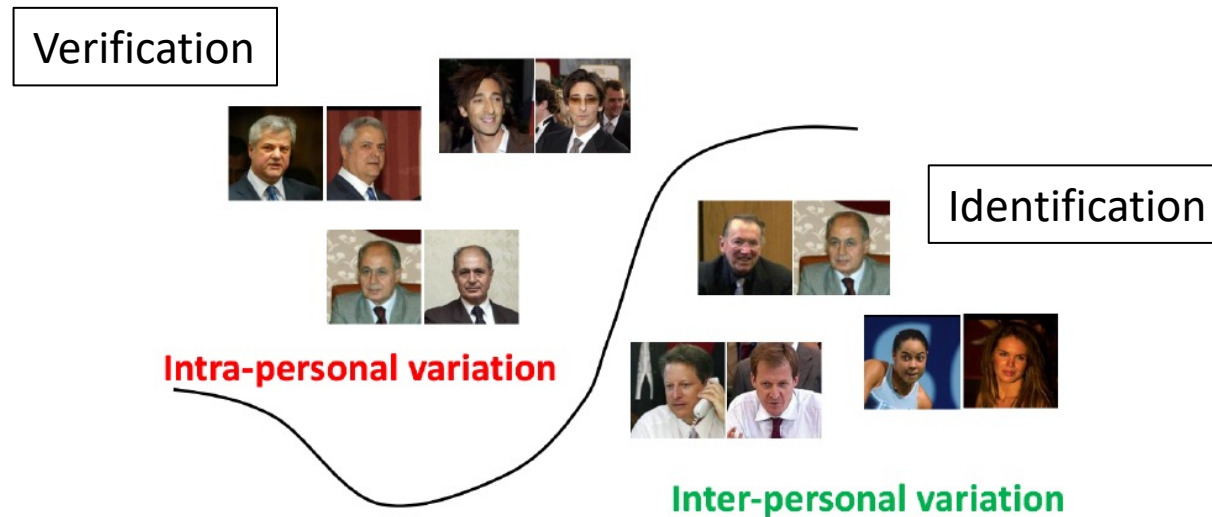 Verification
Identification
Intra-personal variation
Inter-personal variation